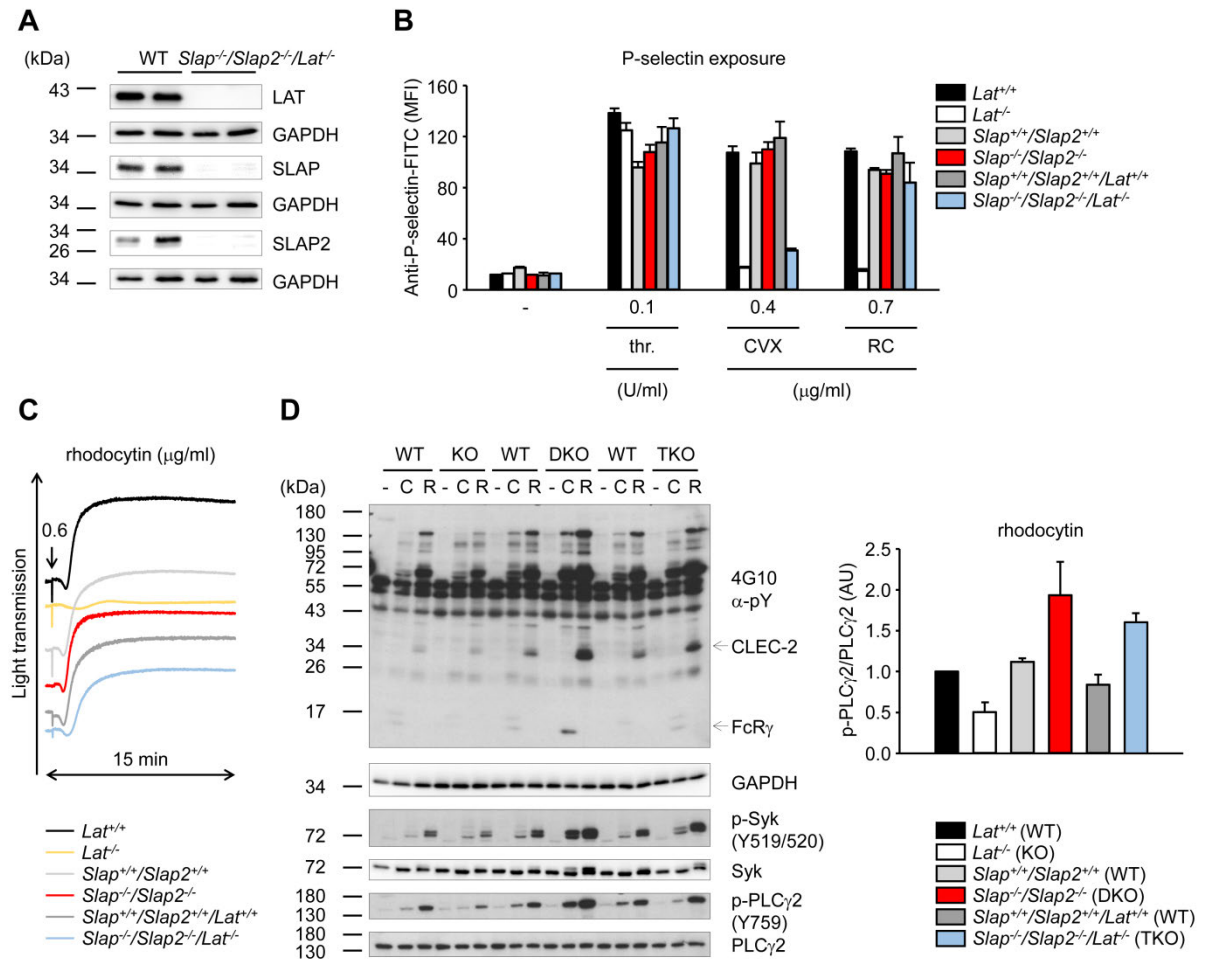 A
(kDa)
WT Slap-/-/Slap2-/-/Lat-/-
43
LAT
34
GAPDH
34
SLAP
34
GAPDH
34
26
SLAP2
34
GAPDH
B
P-selectin exposure
Anti-P-selectin-FITC (MFI)
160
120
80
40
0
- 0.1 0.4 0.7
thr. CVX RC
(U/ml) (μg/ml)
Lat+/+
Lat-/-
Slap+/+/Slap2+/+
Slap-/-/Slap2-/-
Slap+/+/Slap2+/+/Lat+/+
Slap-/-/Slap2-/-/Lat-/-
C
rhodocytin (μg/ml)
0.6
Light transmission
15 min
Lat+/+
Lat-/-
Slap+/+/Slap2+/+
Slap-/-/Slap2-/-
Slap+/+/Slap2+/+/Lat+/+
Slap-/-/Slap2-/-/Lat-/-
D
WT KO WT DKO WT TKO
(kDa) - C R - C R - C R - C R - C R - C R
180
130
95
72
55
43
34
26
17
4G10
α-pY
CLEC-2
FcRγ
34
GAPDH
72
p-Syk
(Y519/520)
72
Syk
180
130
p-PLCγ2
(Y759)
180
130
PLCγ2
rhodocytin
p-PLCγ2/PLCγ2 (AU)
2.5
2.0
1.5
1.0
0.5
0.0
Lat+/+ (WT)
Lat-/- (KO)
Slap+/+/Slap2+/+ (WT)
Slap-/-/Slap2-/- (DKO)
Slap+/+/Slap2+/+/Lat+/+ (WT)
Slap-/-/Slap2-/-/Lat-/- (TKO)